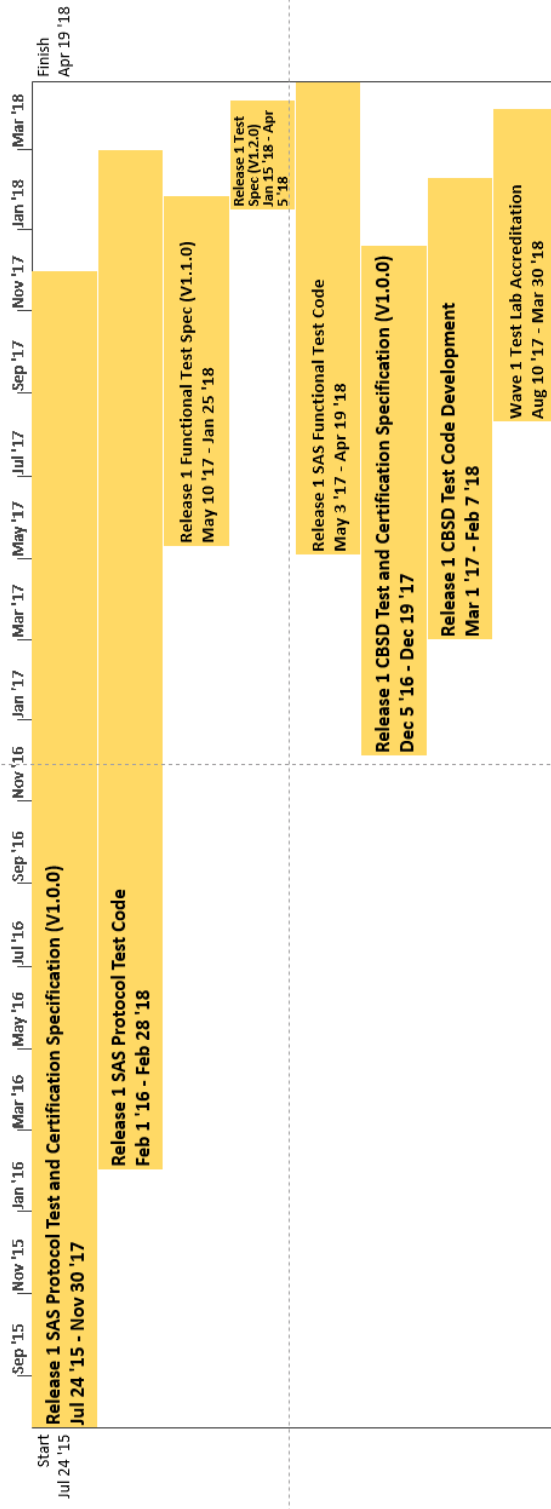 Start
Jul 24 '15
Sep '15
Nov '15
Jan '16
Mar '16
May '16
Jul '16
Sep '16
Nov '16
Jan '17
Mar '17
May '17
Jul '17
Sep '17
Nov '17
Jan '18
Mar '18
Finish
Apr 19 '18
Release 1 SAS Protocol Test and Certification Specification (V1.0.0)
Jul 24 '15 - Nov 30 '17
Release 1 SAS Protocol Test Code
Feb 1 '16 - Feb 28 '18
Release 1 Functional Test Spec (V1.1.0)
May 10 '17 - Jan 25 '18
Release 1 Test
Spec (V1.2.0)
Jan 15 '18 - Apr
5 '18
Release 1 SAS Functional Test Code
May 3 '17 - Apr 19 '18
Release 1 CBSD Test and Certification Specification (V1.0.0)
Dec 5 '16 - Dec 19 '17
Release 1 CBSD Test Code Development
Mar 1 '17 - Feb 7 '18
Wave 1 Test Lab Accreditation
Aug 10 '17 - Mar 30 '18